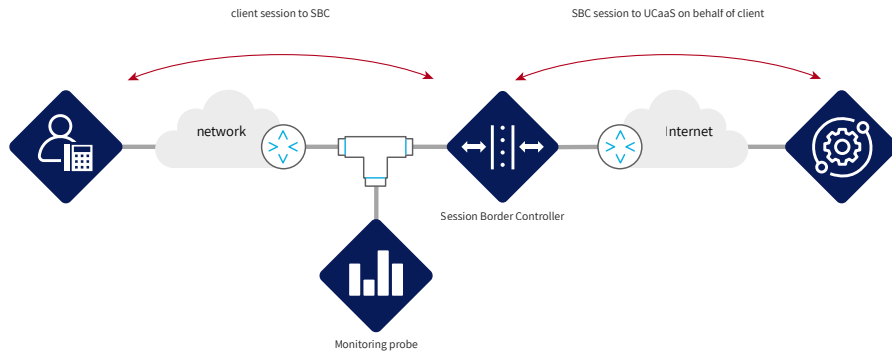 client session to SBC
SBC session to UCaaS on behalf of client
network
Internet
Session Border Controller
Monitoring probe